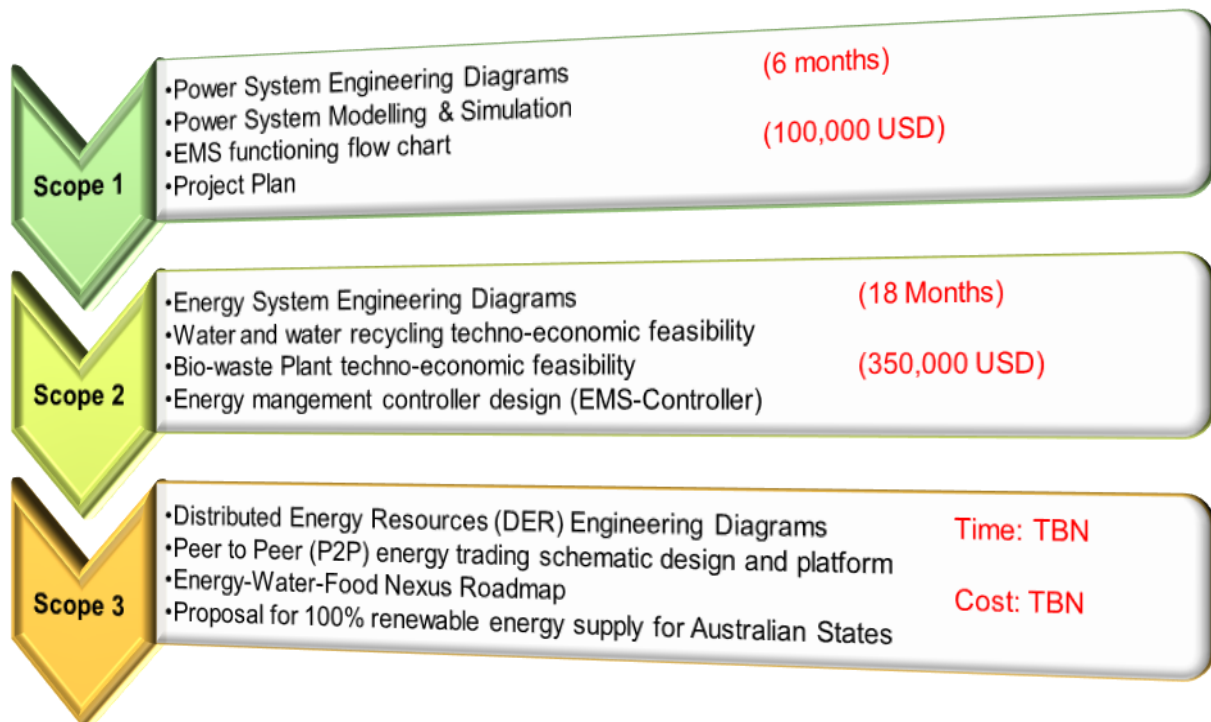 Scope 1
•Power System Engineering Diagrams
•Power System Modelling & Simulation
•EMS functioning flow chart
•Project Plan
(6 months)
(100,000 USD)
Scope 2
•Energy System Engineering Diagrams
•Water and water recycling techno-economic feasibility
•Bio-waste Plant techno-economic feasibility
•Energy mangement controller design (EMS-Controller)
(18 Months)
(350,000 USD)
Scope 3
•Distributed Energy Resources (DER) Engineering Diagrams
•Peer to Peer (P2P) energy trading schematic design and platform
•Energy-Water-Food Nexus Roadmap
•Proposal for 100% renewable energy supply for Australian States
Time: TBN
Cost: TBN